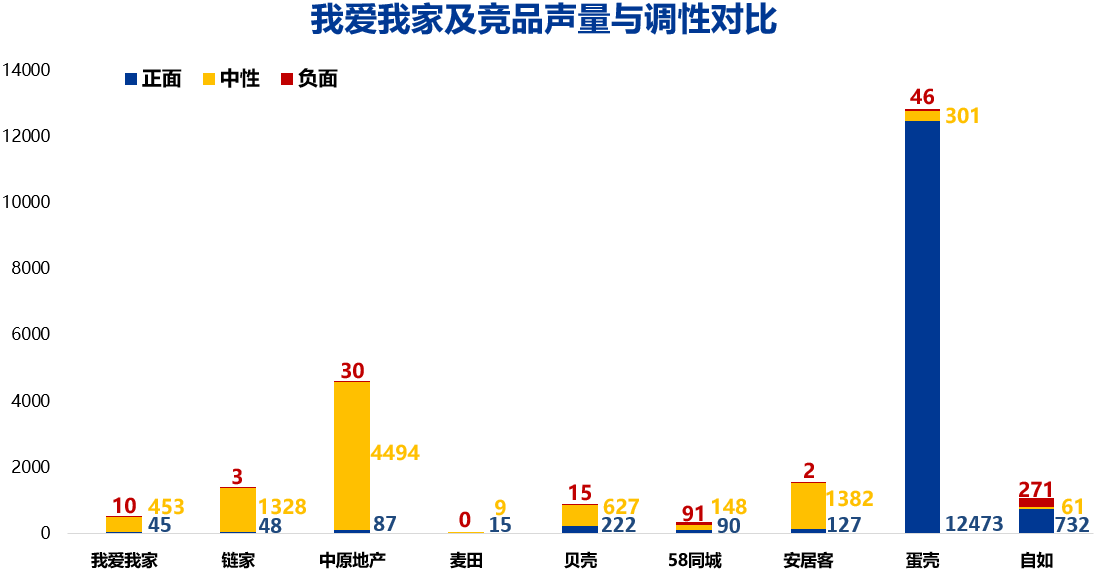 我爱我家及竞品声量与调性对比
正面 中性 负面
14000
12000
10000
8000
6000
4000
2000
0
10 453 45
3 1328 48
30 4494 87
0 9 15
15 627 222
91 148 90
2 1382 127
46 301 12473
271 61 732
我爱我家 链家 中原地产 麦田 贝壳 58同城 安居客 蛋壳 自如